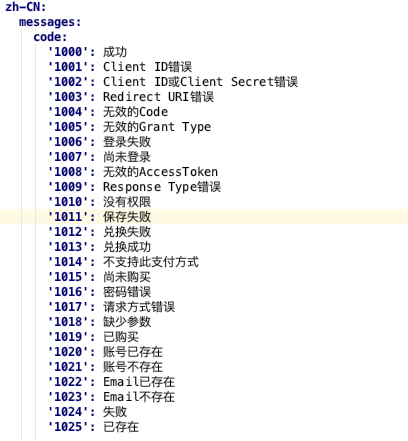 zh-CN:
messages:
code:
'1000': 成功
'1001': Client ID错误
'1002': Client ID或Client Secret错误
'1003': Redirect URI错误
'1004': 无效的Code
'1005': 无效的Grant Type
'1006': 登录失败
'1007': 尚未登录
'1008': 无效的AccessToken
'1009': Response Type错误
'1010': 没有权限
'1011': 保存失败
'1012': 兑换失败
'1013': 兑换成功
'1014': 不支持此支付方式
'1015': 尚未购买
'1016': 密码错误
'1017': 请求方式错误
'1018': 缺少参数
'1019': 已购买
'1020': 账号已存在
'1021': 账号不存在
'1022': Email已存在
'1023': Email不存在
'1024': 失败
'1025': 已存在